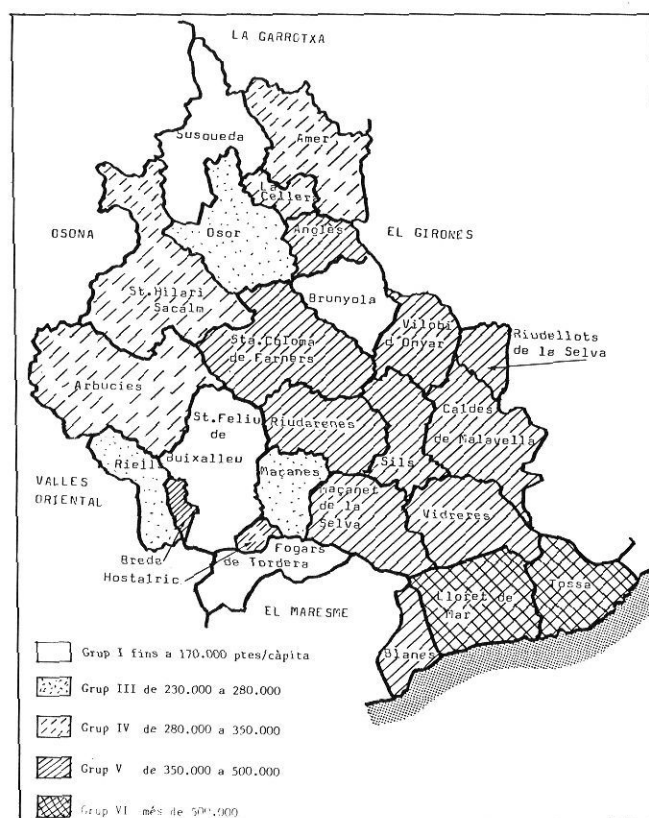 LA GARROTXA
Susqueda
Amer
La
Cellera
OSONA
Osor
Anglès
EL GIRONES
St.Hilari
Sacalm
Brunyola
Sta.Coloma
de Farners
Vilobi
d'Onyar
Riudellots
de la Selva
Arbucies
St.Feliu
de
Buixalleu
Riudarenes
Sils
Caldes
de Malavella
VALLES
ORIENTAL
Riells
Maçanes
Maçanet
de la
Selva
Vidreres
Breda
Hostalric
Fogars
de Tordera
EL MARESME
Lloret de
Mar
Tossa
Blanes
Grup I fins a 170.000 ptes/càpita
Grup III de 230.000 a 280.000
Grup IV de 280.000 a 350.000
Grup V de 350.000 a 500.000
Grup VI més de 500.000